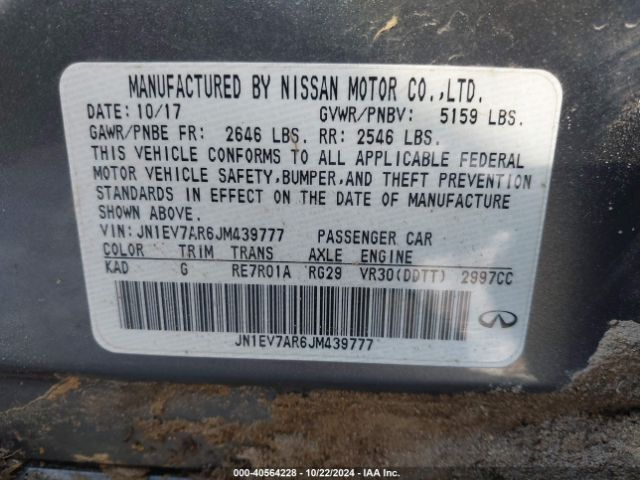 MANUFACTURED BY NISSAN MOTOR CO.,LTD.
DATE: 10/17 GVWR/PNBV: 5159 LBS.
GAWR/PNBE FR: 2646 LBS. RR: 2546 LBS.
THIS VEHICLE CONFORMS TO ALL APPLICABLE FEDERAL
MOTOR VEHICLE SAFETY,BUMPER,AND THEFT PREVENTION
STANDARDS IN EFFECT ON THE DATE OF MANUFACTURE
SHOWN ABOVE.
VIN: JN1EV7AR6JM439777 PASSENGER CAR
COLOR TRIM TRANS AXLE ENGINE
KAD G RE7R01A RG29 VR30(DDTT) 2997CC
JN1EV7AR6JM439777
000-40564228 - 10/22/2024 - IAA Inc.